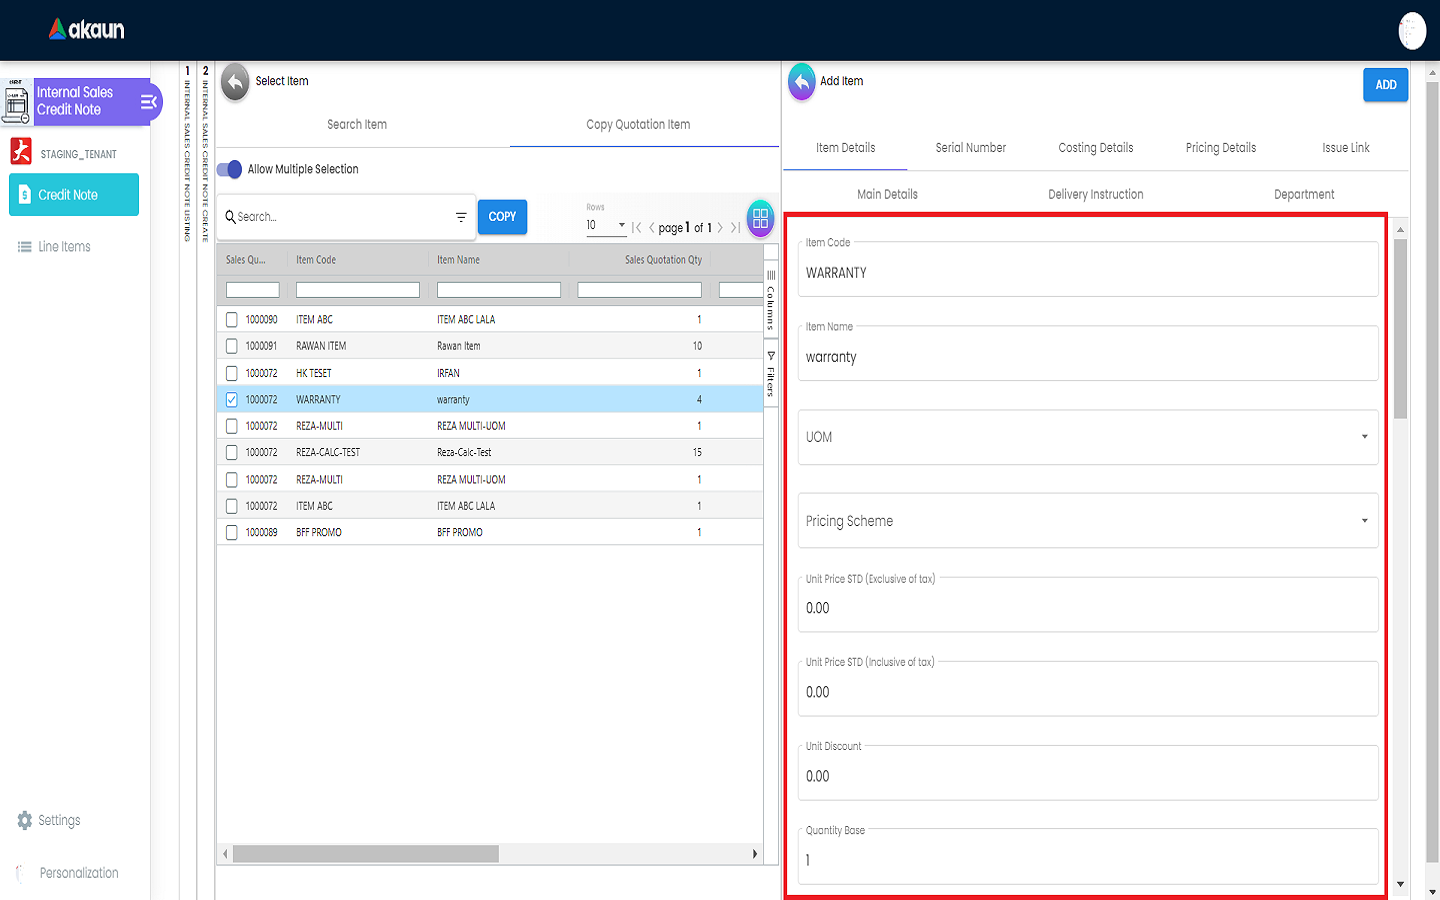 akaun
Internal Sales
Credit Note
STAGING_TENANT
Credit Note
Line Items
Settings
Personalization
1 INTERNAL SALES CREDIT NOTE LISTING
2 INTERNAL SALES CREDIT NOTE CREATE
Select Item
Search Item Copy Quotation Item
Allow Multiple Selection
Search... COPY Rows 10 page 1 of 1
Sales Qu... Item Code Item Name Sales Quotation Qty
1000090 ITEM ABC ITEM ABC LALA 1
1000091 RAWAN ITEM Rawan Item 10
1000072 HK TESET IRFAN 1
1000072 WARRANTY warranty 4
1000072 REZA-MULTI REZA MULTI-UOM 1
1000072 REZA-CALC-TEST Reza-Calc-Test 15
1000072 REZA-MULTI REZA MULTI-UOM 1
1000072 ITEM ABC ITEM ABC LALA 1
1000089 BFF PROMO BFF PROMO 1
Columns
Filters
Add Item ADD
Item Details Serial Number Costing Details Pricing Details Issue Link
Main Details Delivery Instruction Department
Item Code
WARRANTY
Item Name
warranty
UOM
Pricing Scheme
Unit Price STD (Exclusive of tax)
0.00
Unit Price STD (Inclusive of tax)
0.00
Unit Discount
0.00
Quantity Base
1